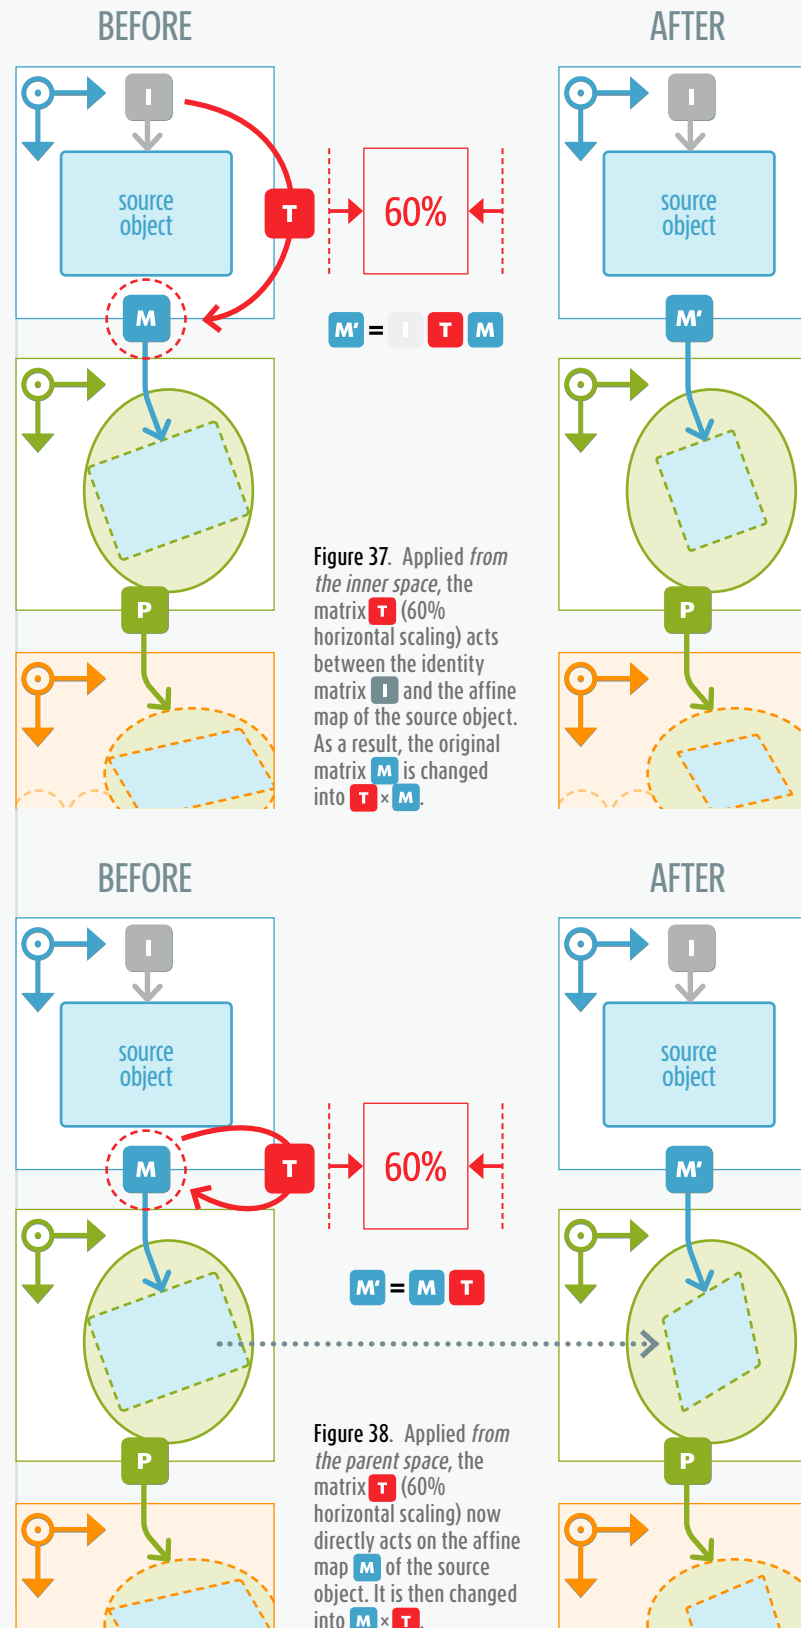 BEFORE
AFTER
I
I
source
object
source
object
T
60%
M
M'
M' = I T M
P
P
Figure 37. Applied from
the inner space, the
matrix T (60%
horizontal scaling) acts
between the identity
matrix I and the affine
map of the source object.
As a result, the original
matrix M is changed
into T × M.
BEFORE
AFTER
I
I
source
object
source
object
M
T
60%
M'
M' = M T
P
P
Figure 38. Applied from
the parent space, the
matrix T (60%
horizontal scaling) now
directly acts on the affine
map M of the source
object. It is then changed
into M × T.